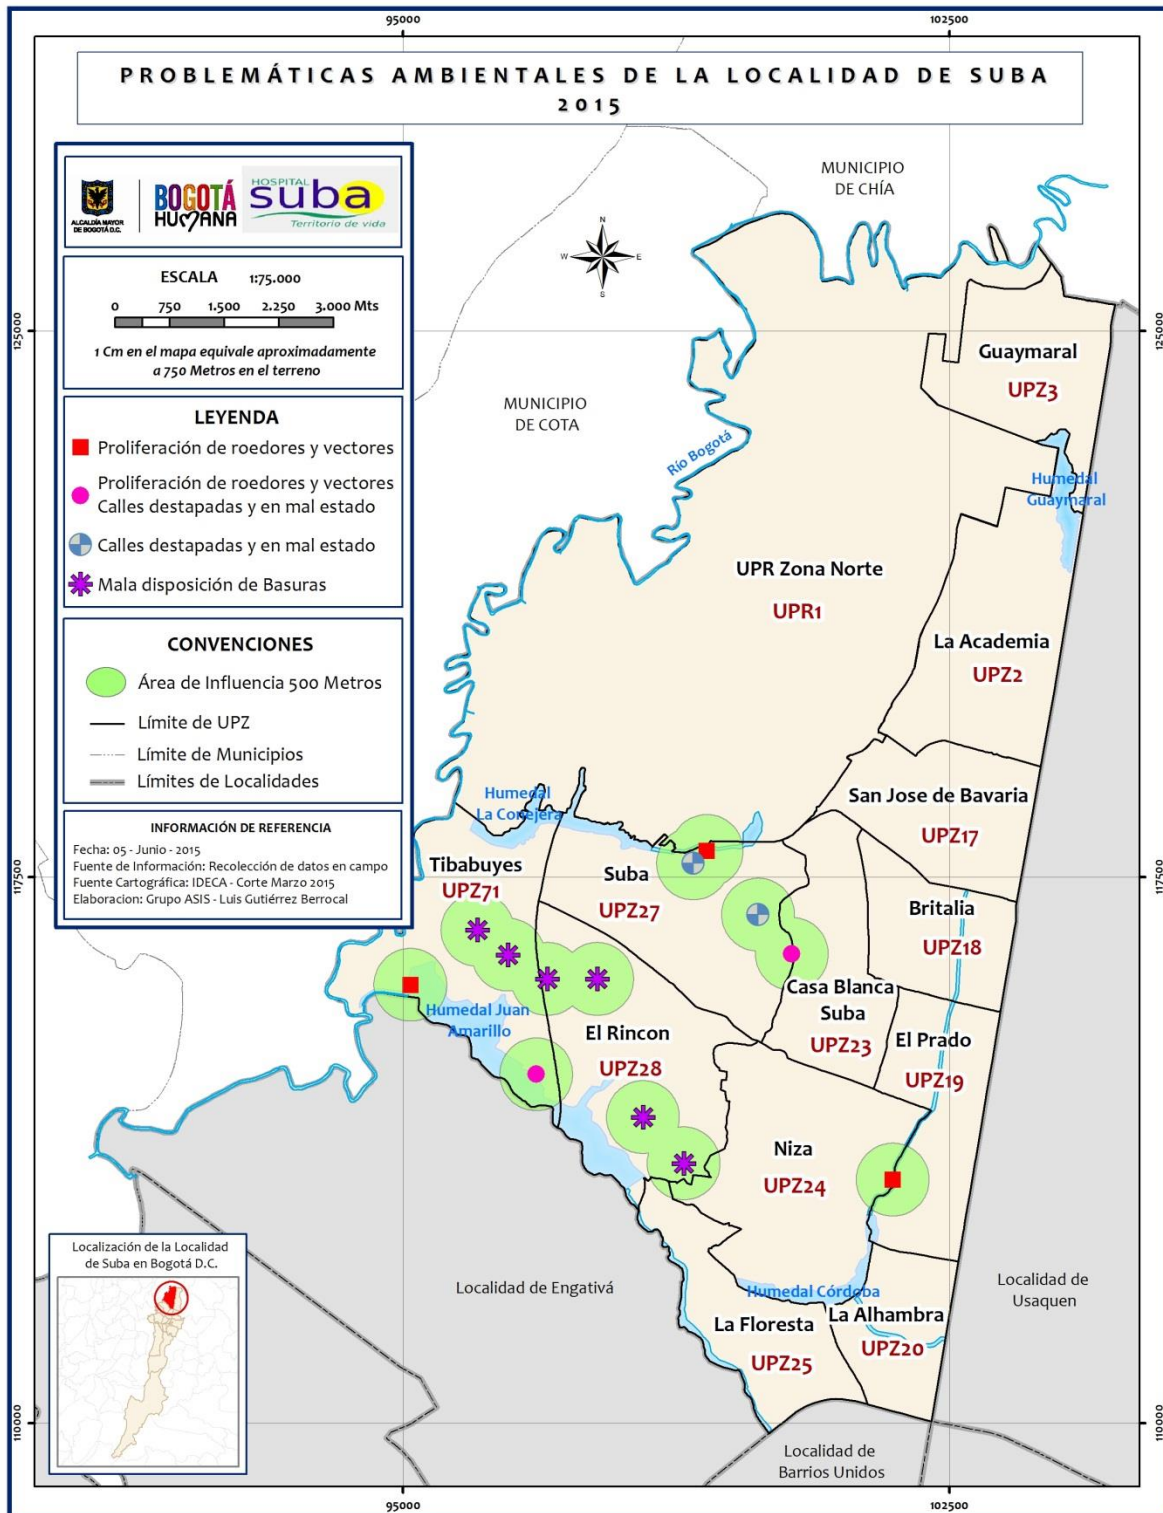 95000
102500
PROBLEMÁTICAS AMBIENTALES DE LA LOCALIDAD DE SUBA
2015
ALCALDÍA MAYOR
DE BOGOTÁ D.C.
BOGOTÁ
HUMANA
HOSPITAL
suba
Territorio de vida
ESCALA 1:75.000
0 750 1.500 2.250 3.000 Mts
1 Cm en el mapa equivale aproximadamente
a 750 Metros en el terreno
LEYENDA
Proliferación de roedores y vectores
Proliferación de roedores y vectores
Calles destapadas y en mal estado
Calles destapadas y en mal estado
Mala disposición de Basuras
CONVENCIONES
Área de Influencia 500 Metros
Límite de UPZ
Límite de Municipios
Límites de Localidades
INFORMACIÓN DE REFERENCIA
Fecha: 05 - Junio - 2015
Fuente de Información: Recolección de datos en campo
Fuente Cartográfica: IDECA - Corte Marzo 2015
Elaboracion: Grupo ASIS - Luis Gutiérrez Berrocal
N
W
E
S
MUNICIPIO
DE CHÍA
MUNICIPIO
DE COTA
Río Bogotá
125000
125000
Guaymaral
UPZ3
Humedal
Guaymaral
UPR Zona Norte
UPR1
La Academia
UPZ2
San Jose de Bavaria
UPZ17
Humedal
La Conejera
Tibabuyes
UPZ71
Suba
UPZ27
117500
117500
Britalia
UPZ18
Casa Blanca
Suba
UPZ23
El Prado
UPZ19
Humedal Juan
Amarillo
El Rincon
UPZ28
Niza
UPZ24
Humedal Córdoba
La Floresta
UPZ25
La Alhambra
UPZ20
Localidad de Engativá
Localidad de
Usaquen
Localidad de
Barrios Unidos
Localización de la Localidad
de Suba en Bogotá D.C.
110000
110000
95000
102500